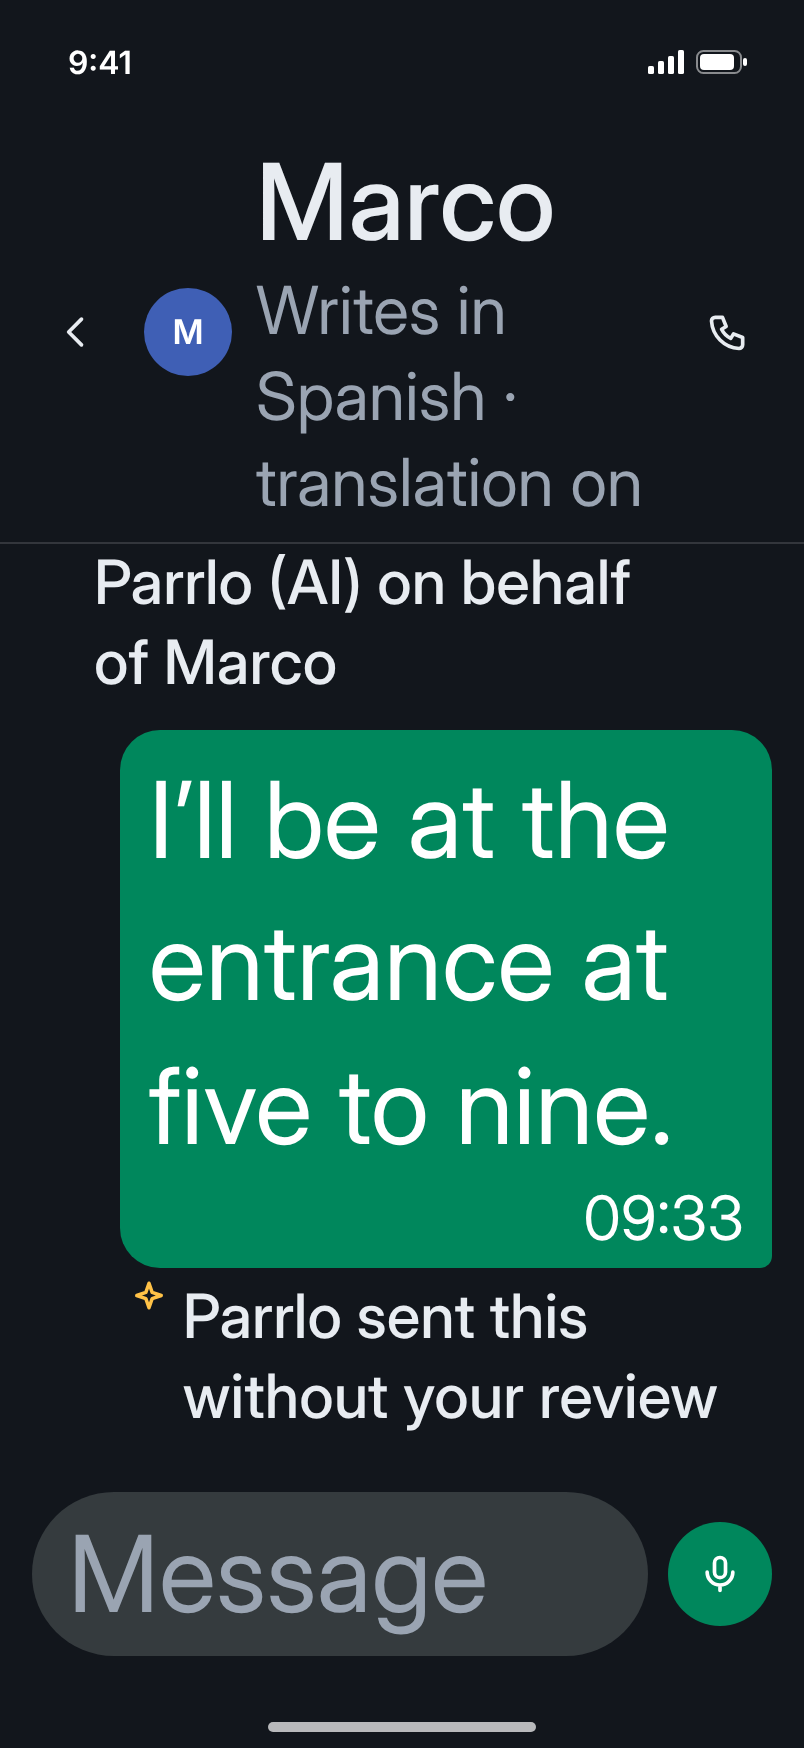 9:41
Marco
M
Writes in
Spanish ·
translation on
Parrlo (AI) on behalf
of Marco
I’ll be at the
entrance at
five to nine.
09:33
Parrlo sent this
without your review
Message